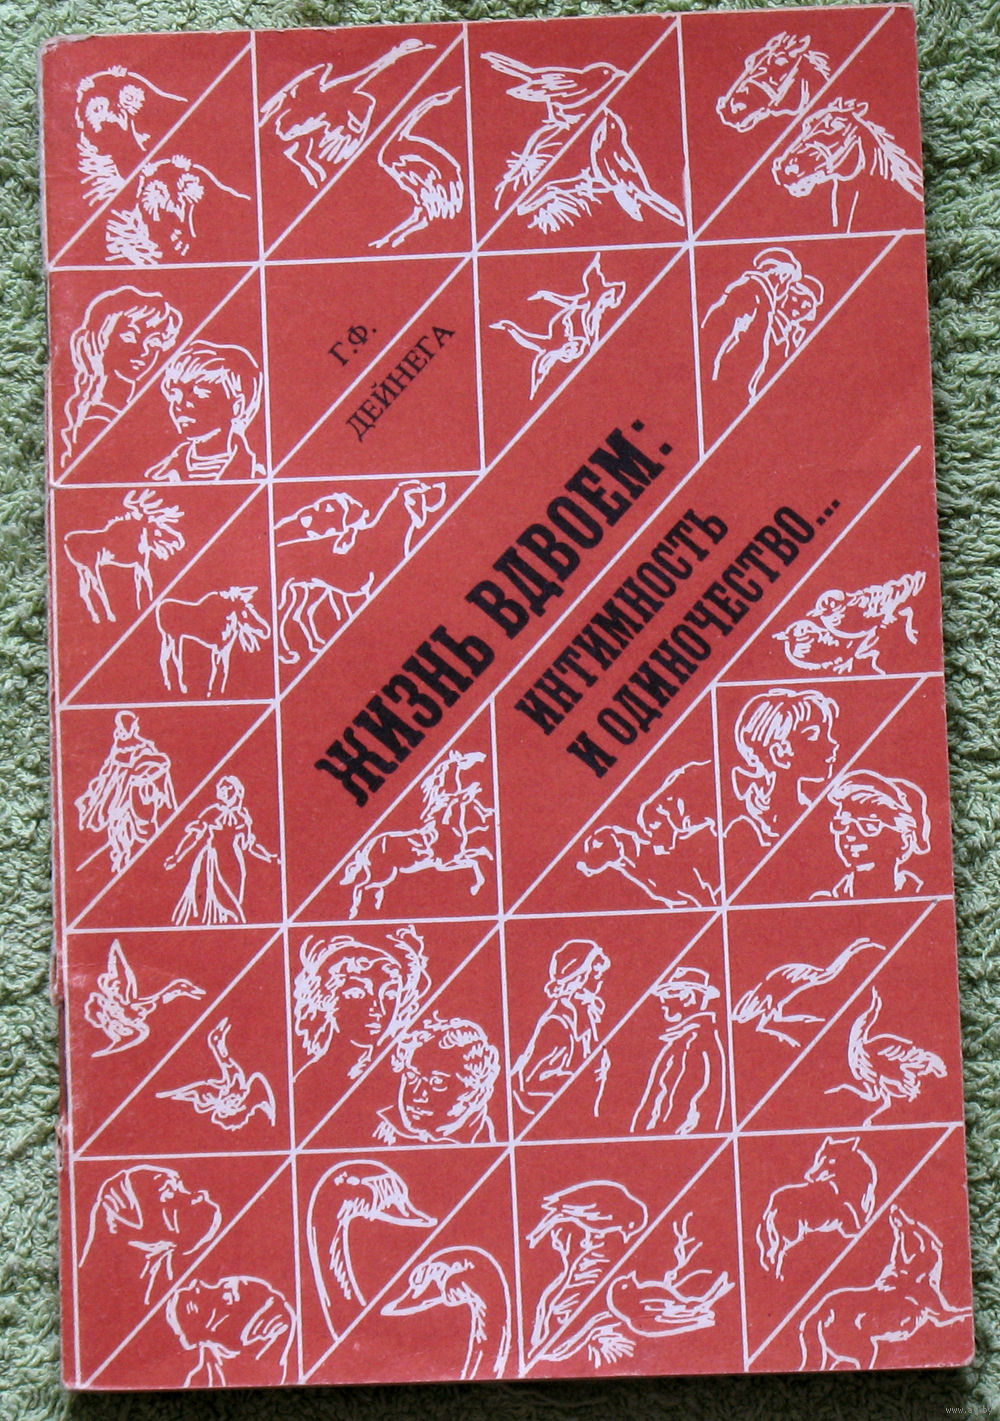 Г.Ф.
ДЕЙНЕГА
ЖИЗНЬ ВДВОЕМ:
ИНТИМНОСТЬ
И ОДИНОЧЕСТВО...